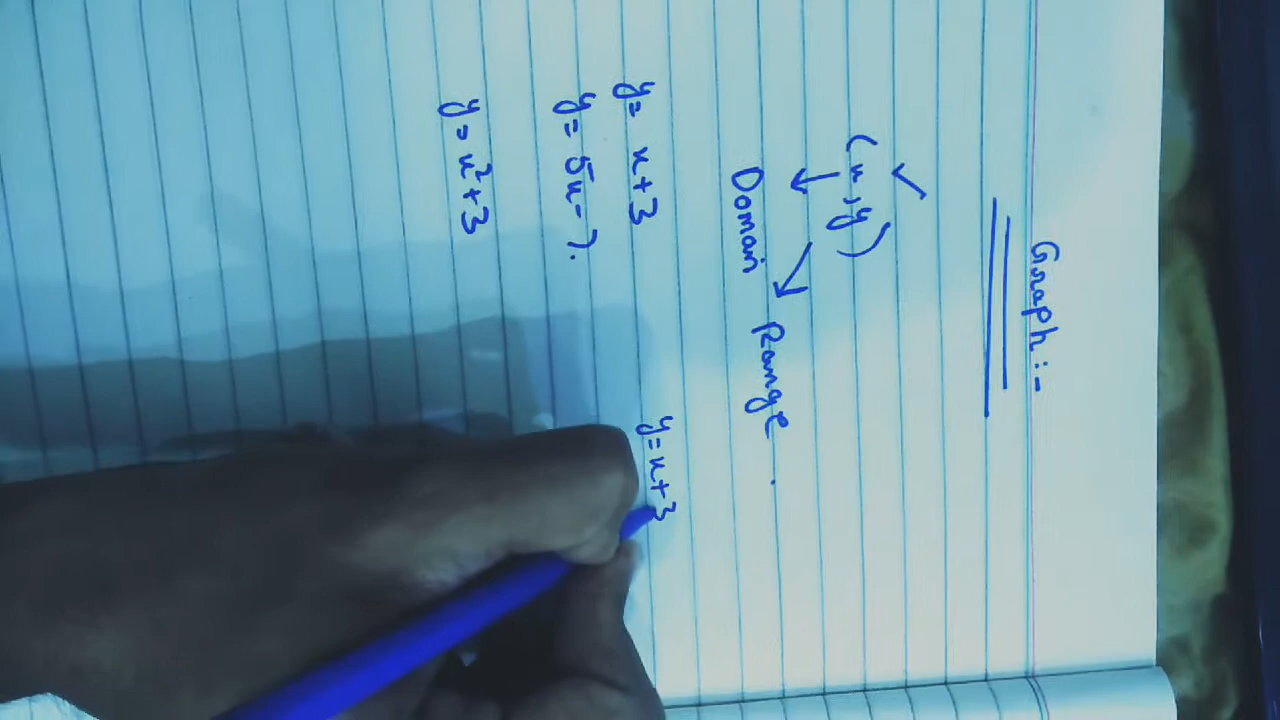 Graph :-
(x, y)
Domain Range.
y = x+3 y=x+3
y = 5x-7.
y = x²+3